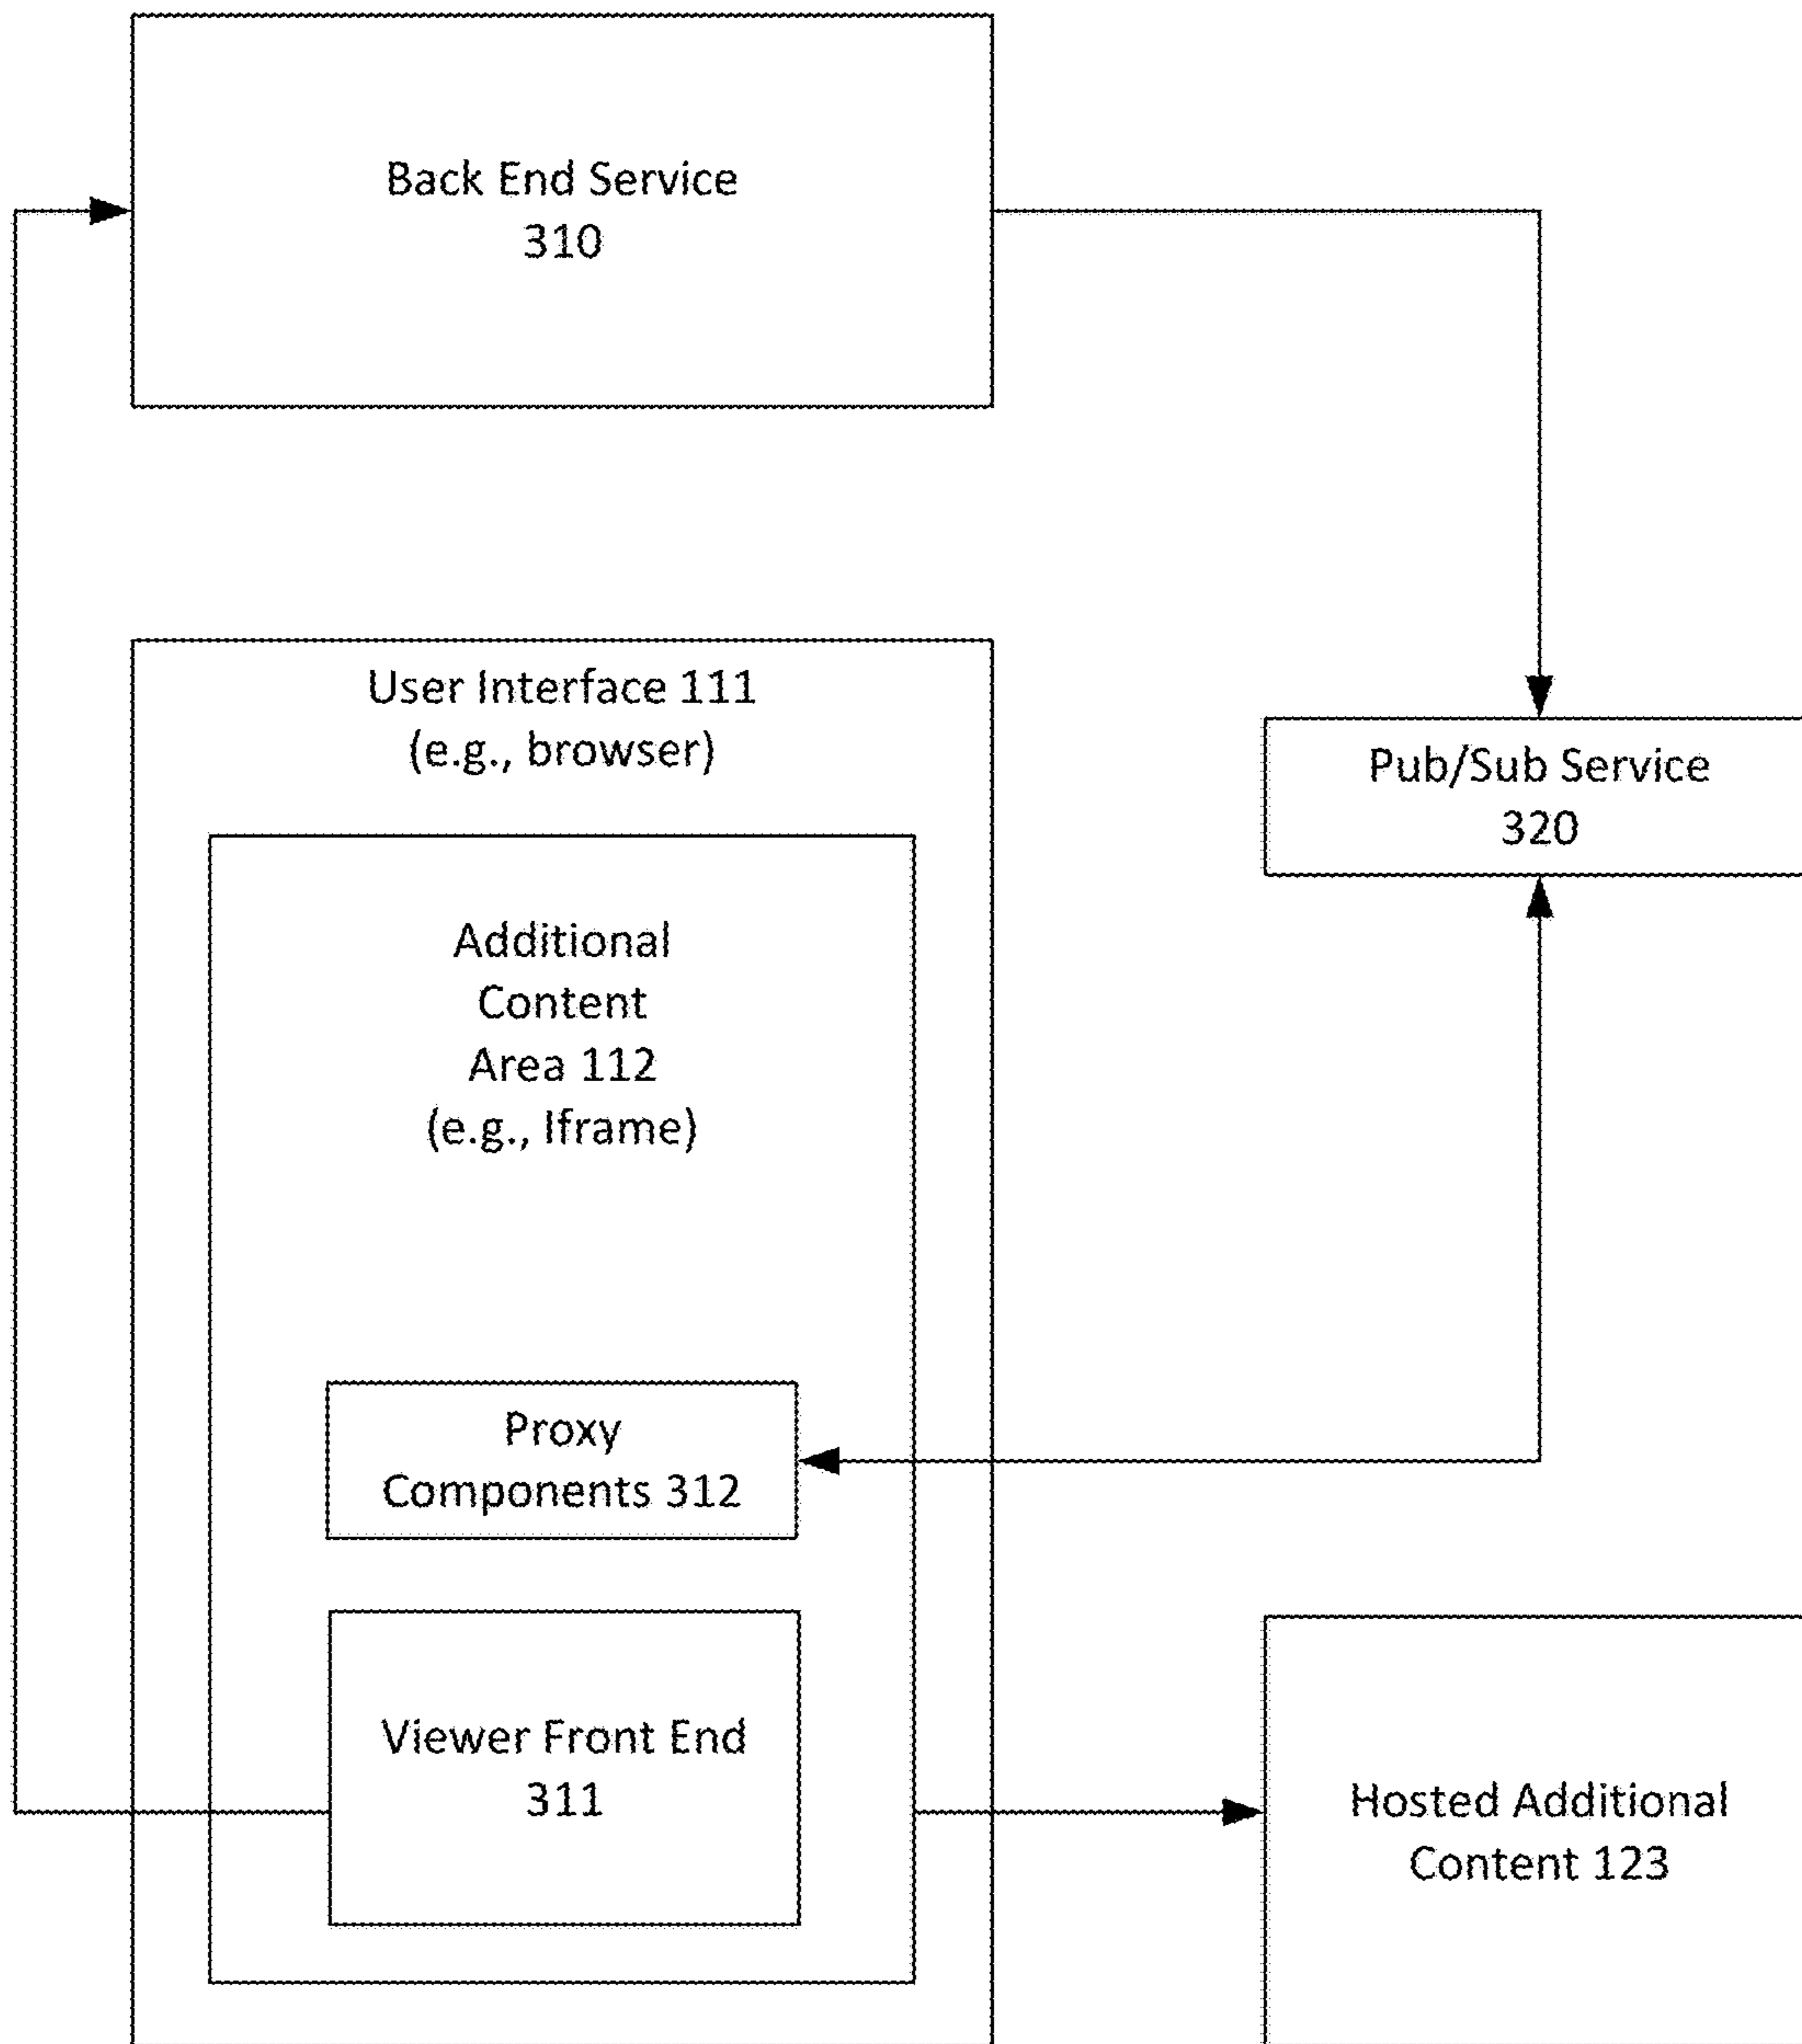 Back End Service
310
User Interface 111
(e.g., browser)
Pub/Sub Service
320
Additional
Content
Area 112
(e.g., Iframe)
Proxy
Components 312
Viewer Front End
311
Hosted Additional
Content 123